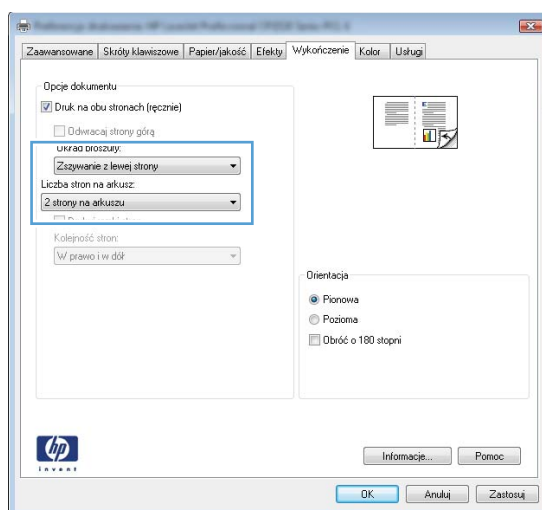 Zaawansowane Skróty klawiszowe Papier/jakość Efekty Wykończenie Kolor Usługi
Opcje dokumentu
Druk na obu stronach (ręcznie)
Odwracaj strony górą
Układ broszury:
Zszywanie z lewej strony
Liczba stron na arkusz:
2 strony na arkuszu
Kolejność stron:
W prawo i w dół
Orientacja
Pionowa
Pozioma
Obróć o 180 stopni
hp
invent
Informacje... Pomoc
OK Anuluj Zastosuj